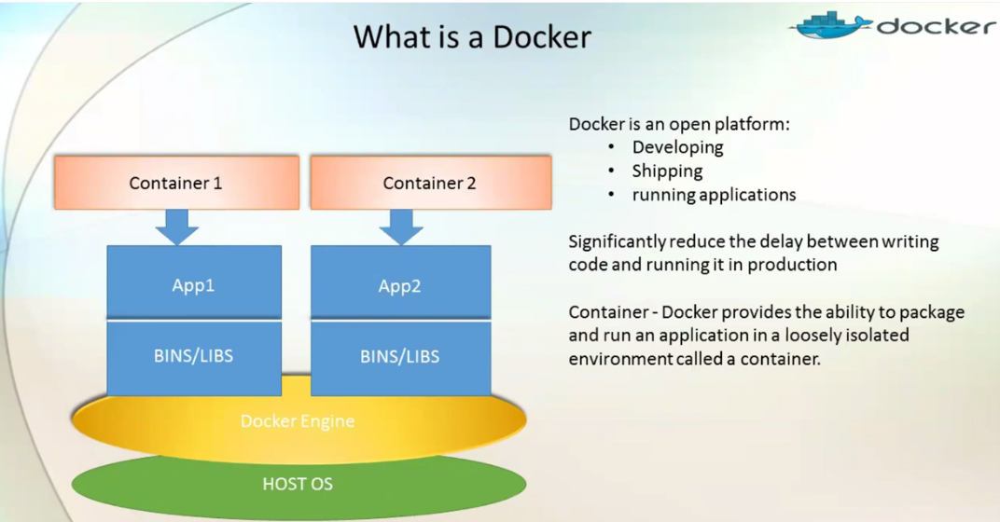 What is a Docker
docker
Container 1
Container 2
App1
App2
BINS/LIBS
BINS/LIBS
Docker Engine
HOST OS
Docker is an open platform:
• Developing
• Shipping
• running applications
Significantly reduce the delay between writing
code and running it in production
Container - Docker provides the ability to package
and run an application in a loosely isolated
environment called a container.